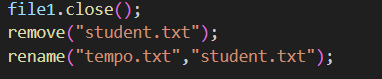 file1.close();
remove("student.txt");
rename("tempo.txt","student.txt");